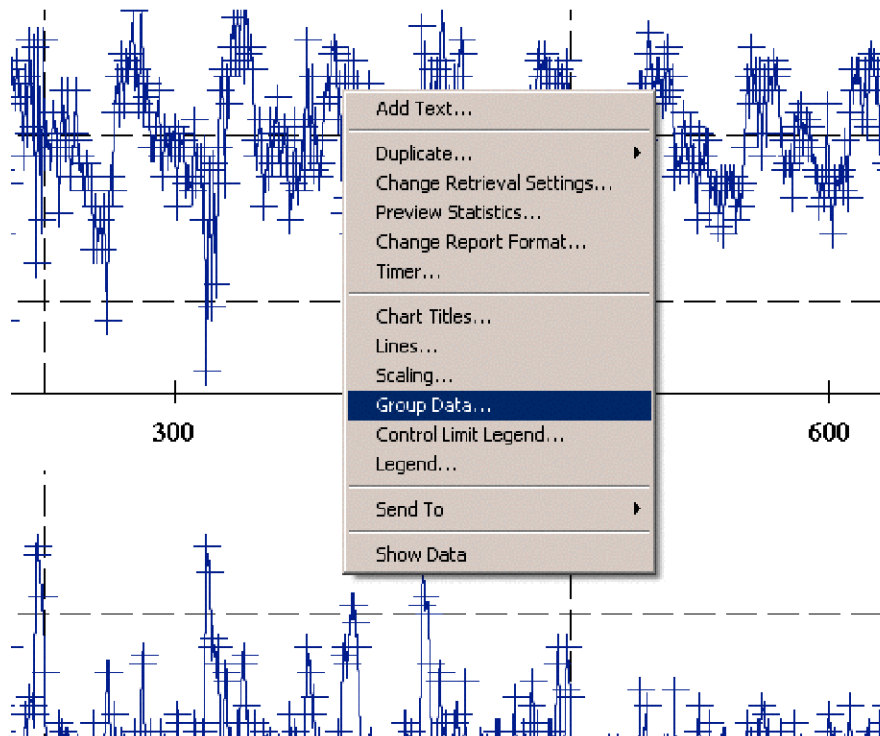 Add Text...
Duplicate...
Change Retrieval Settings...
Preview Statistics...
Change Report Format...
Timer...
Chart Titles...
Lines...
Scaling...
Group Data...
300
600
Control Limit Legend...
Legend...
Send To
Show Data